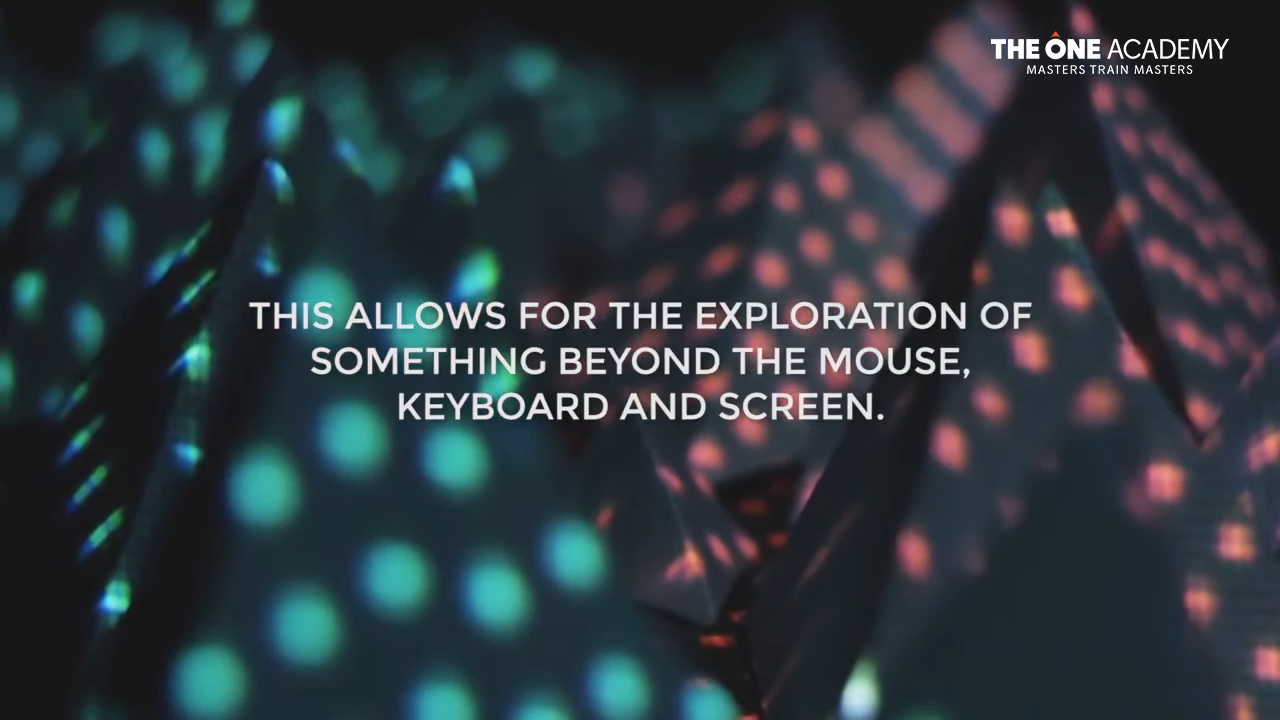 THE ONE ACADEMY
MASTERS TRAIN MASTERS
THIS ALLOWS FOR THE EXPLORATION OF
SOMETHING BEYOND THE MOUSE,
KEYBOARD AND SCREEN.